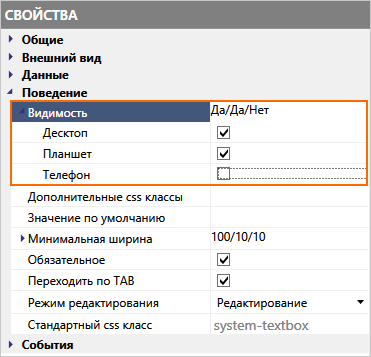 СВОЙСТВА
Общие
Внешний вид
Данные
Поведение
Видимость Да/Да/Нет
Десктоп
Планшет
Телефон
Дополнительные css классы
Значение по умолчанию
Минимальная ширина 100/10/10
Обязательное
Переходить по TAB
Режим редактирования Редактирование
Стандартный css класс system-textbox
События